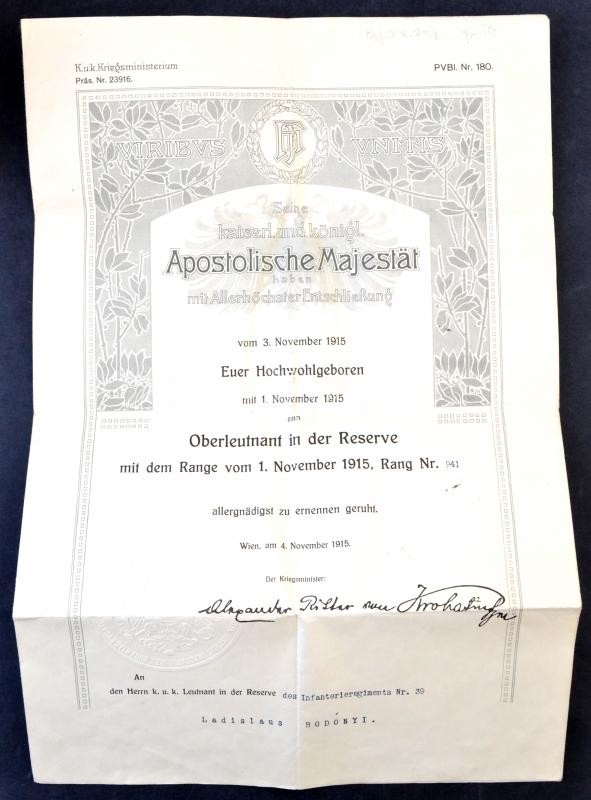 K.u.k. Kriegsministerium
Präs. Nr. 23916.
PVBl. Nr. 180.
VIRIBVS VNITIS
FJI
Seine
kaiserl. und königl.
Apostolische Majestät
haben
mit Allerhöchster Entschließung
vom 3. November 1915
Euer Hochwohlgeboren
mit 1. November 1915
zum
Oberleutnant in der Reserve
mit dem Range vom 1. November 1915, Rang Nr. 941
allergnädigst zu ernennen geruht.
Wien, am 4. November 1915.
Der Kriegsminister:
Alexander Ritter von Krobatin
An
den Herrn k. u. k. Leutnant in der Reserve des Infanterieregiments Nr. 39
Ladislaus BODÓNYI.